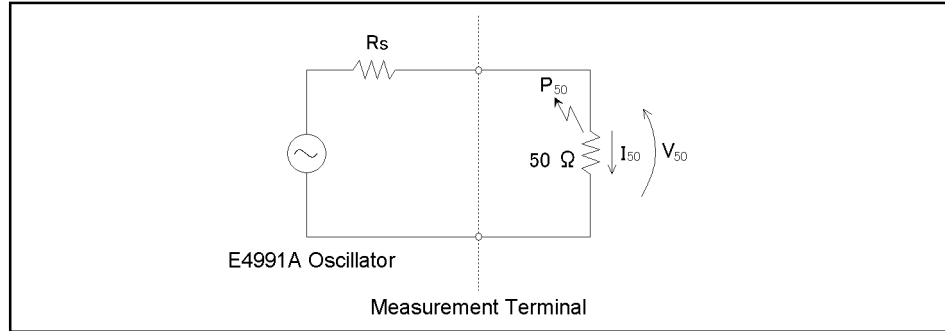 Rs
P50
50 Ω
I50
V50
E4991A Oscillator
Measurement Terminal